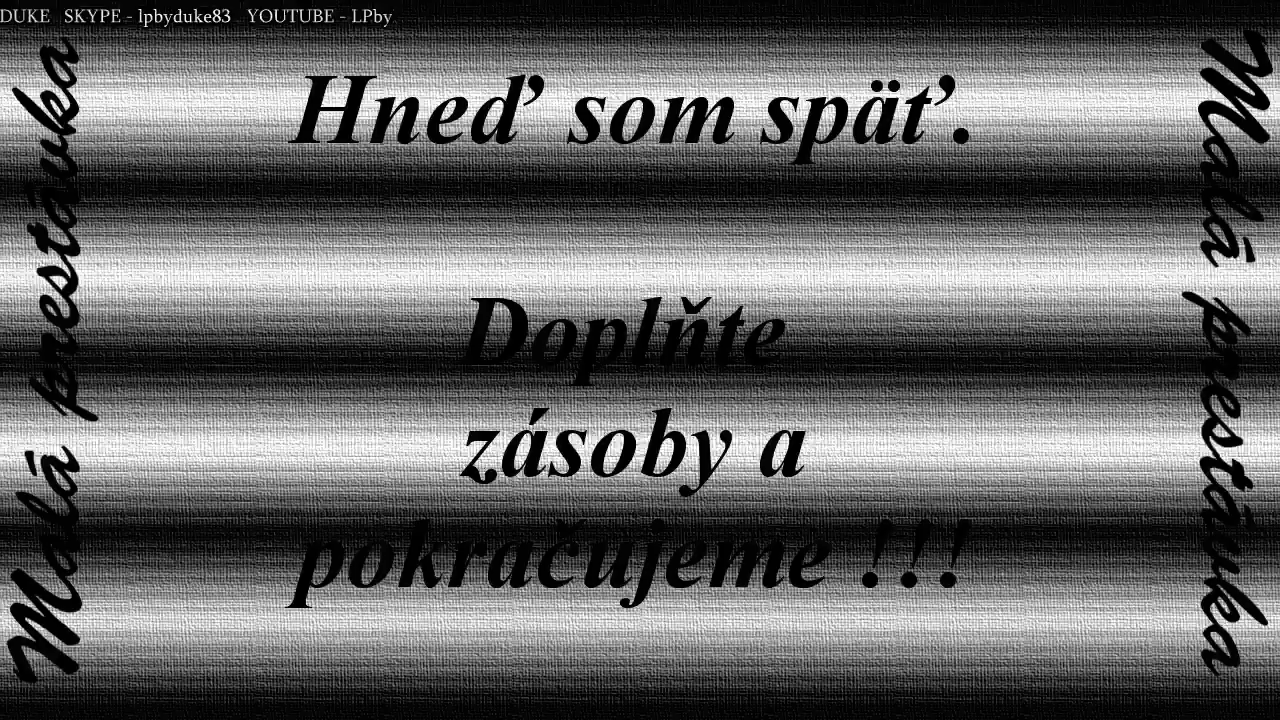 DUKE SKYPE - lpbyduke83 YOUTUBE - LPby
Malá prestávka
Hneď som späť.
Doplňte
zásoby a
pokračujeme !!!
Malá prestávka